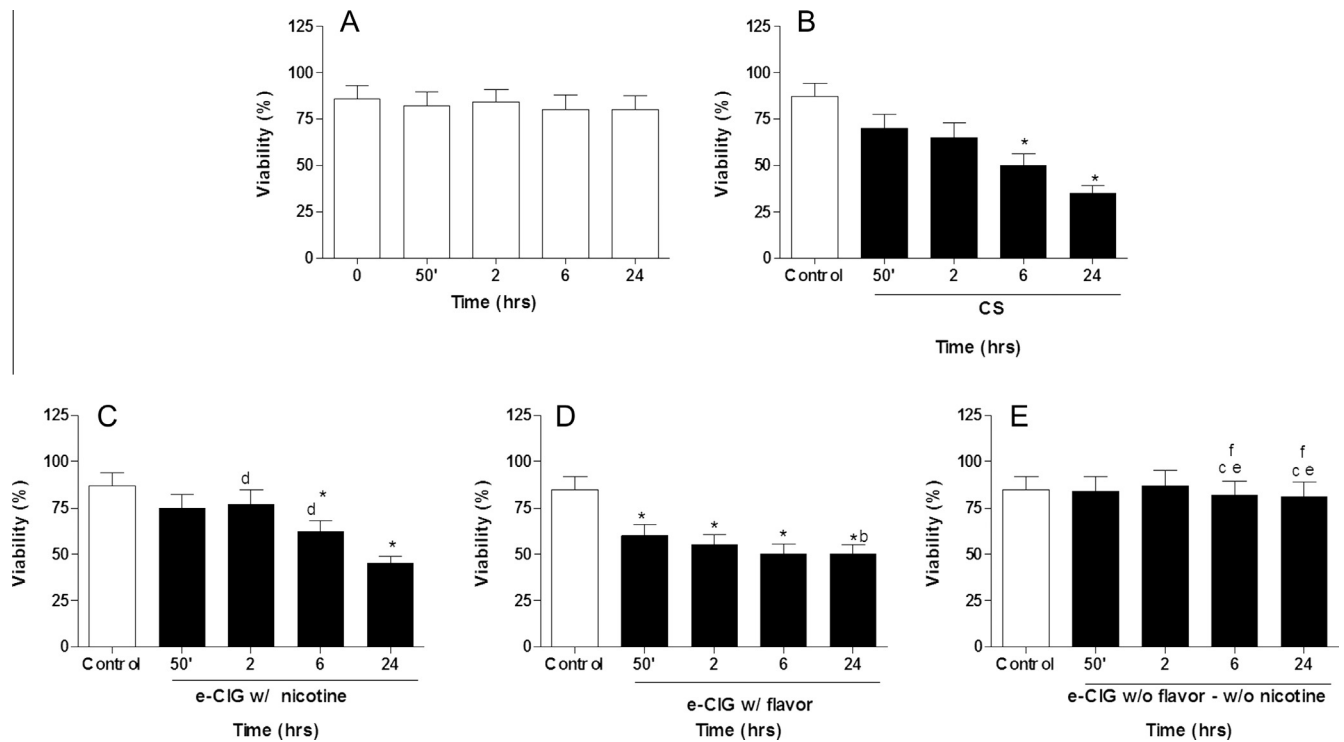 A
125
100
75
50
25
0
Viability (%)
0 50' 2 6 24
Time (hrs)
B
125
100
75
50
25
0
Viability (%)
*
*
Control 50' 2 6 24
CS
Time (hrs)
C
125
100
75
50
25
0
Viability (%)
d
*
d
*
Control 50' 2 6 24
e-CIG w/ nicotine
Time (hrs)
D
125
100
75
50
25
0
Viability (%)
* * * *b
Control 50' 2 6 24
e-CIG w/ flavor
Time (hrs)
E
125
100
75
50
25
0
Viability (%)
f f
c e c e
Control 50' 2 6 24
e-CIG w/o flavor - w/o nicotine
Time (hrs)